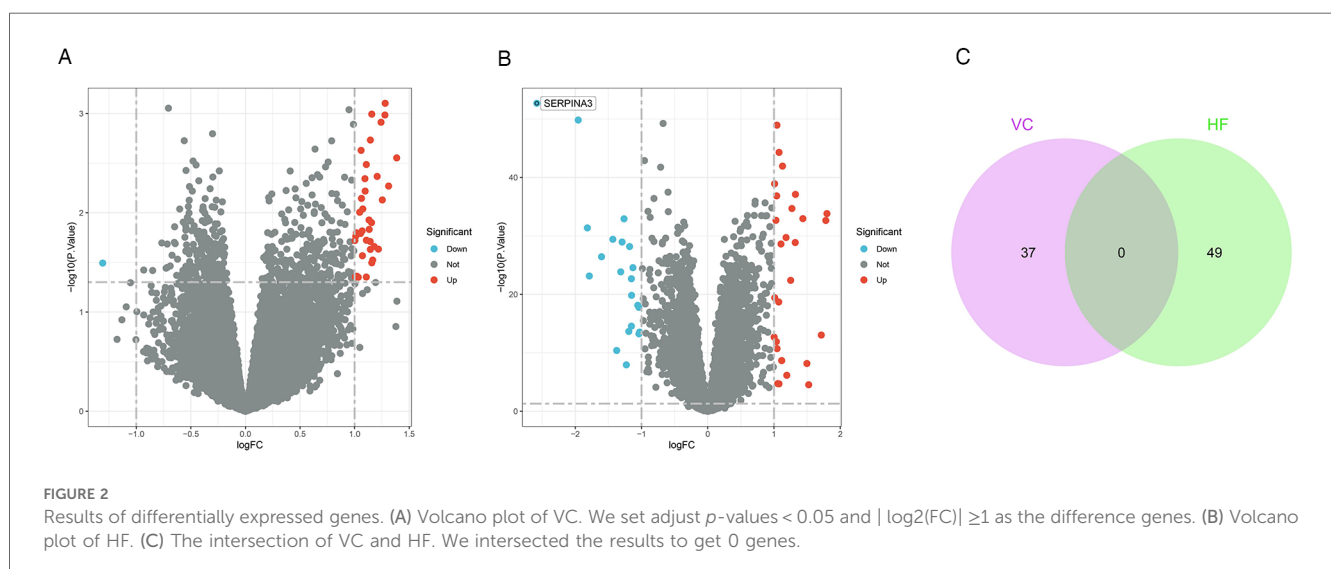 A
B
C
−log10(P.Value)
3
2
1
0
−1.0
−0.5
0.0
0.5
1.0
1.5
logFC
Significant
Down
Not
Up
SERPINA3
−log10(P.Value)
40
20
0
−2
−1
0
1
2
logFC
Significant
Down
Not
Up
VC
HF
37
0
49
FIGURE 2
Results of differentially expressed genes. (A) Volcano plot of VC. We set adjust p-values < 0.05 and | log2(FC)| ≥1 as the difference genes. (B) Volcano
plot of HF. (C) The intersection of VC and HF. We intersected the results to get 0 genes.